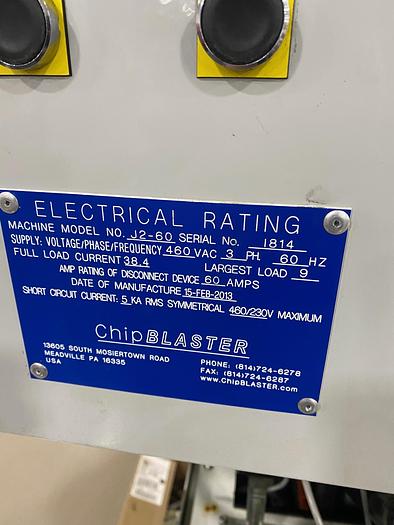 ELECTRICAL RATING
MACHINE MODEL NO. J2-60 SERIAL No. 1814
SUPPLY: VOLTAGE/PHASE/FREQUENCY 460 VAC 3 PH. 60 HZ
FULL LOAD CURRENT 38.4 LARGEST LOAD 9
AMP RATING OF DISCONNECT DEVICE 60 AMPS
DATE OF MANUFACTURE 15-FEB-2013
SHORT CIRCUIT CURRENT: 5 KA RMS SYMMETRICAL 460/230V MAXIMUM
ChipBLASTER
13605 SOUTH MOSIERTOWN ROAD
MEADVILLE PA 16335
USA
PHONE: (814)724-6278
FAX: (814)724-6287
www.ChipBLASTER.com